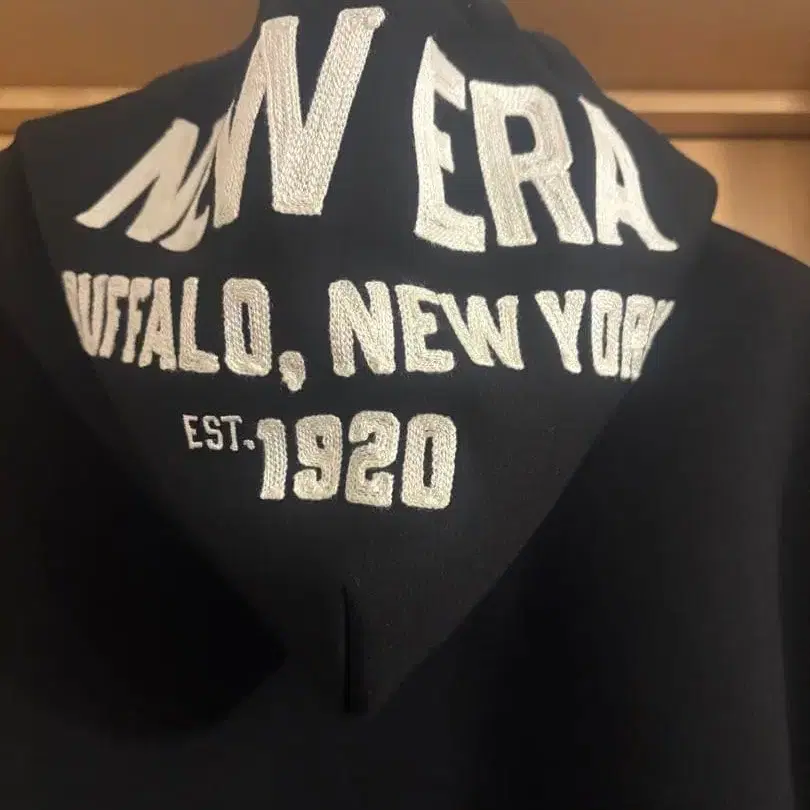 NEW ERA
BUFFALO, NEW YORK
EST. 1920